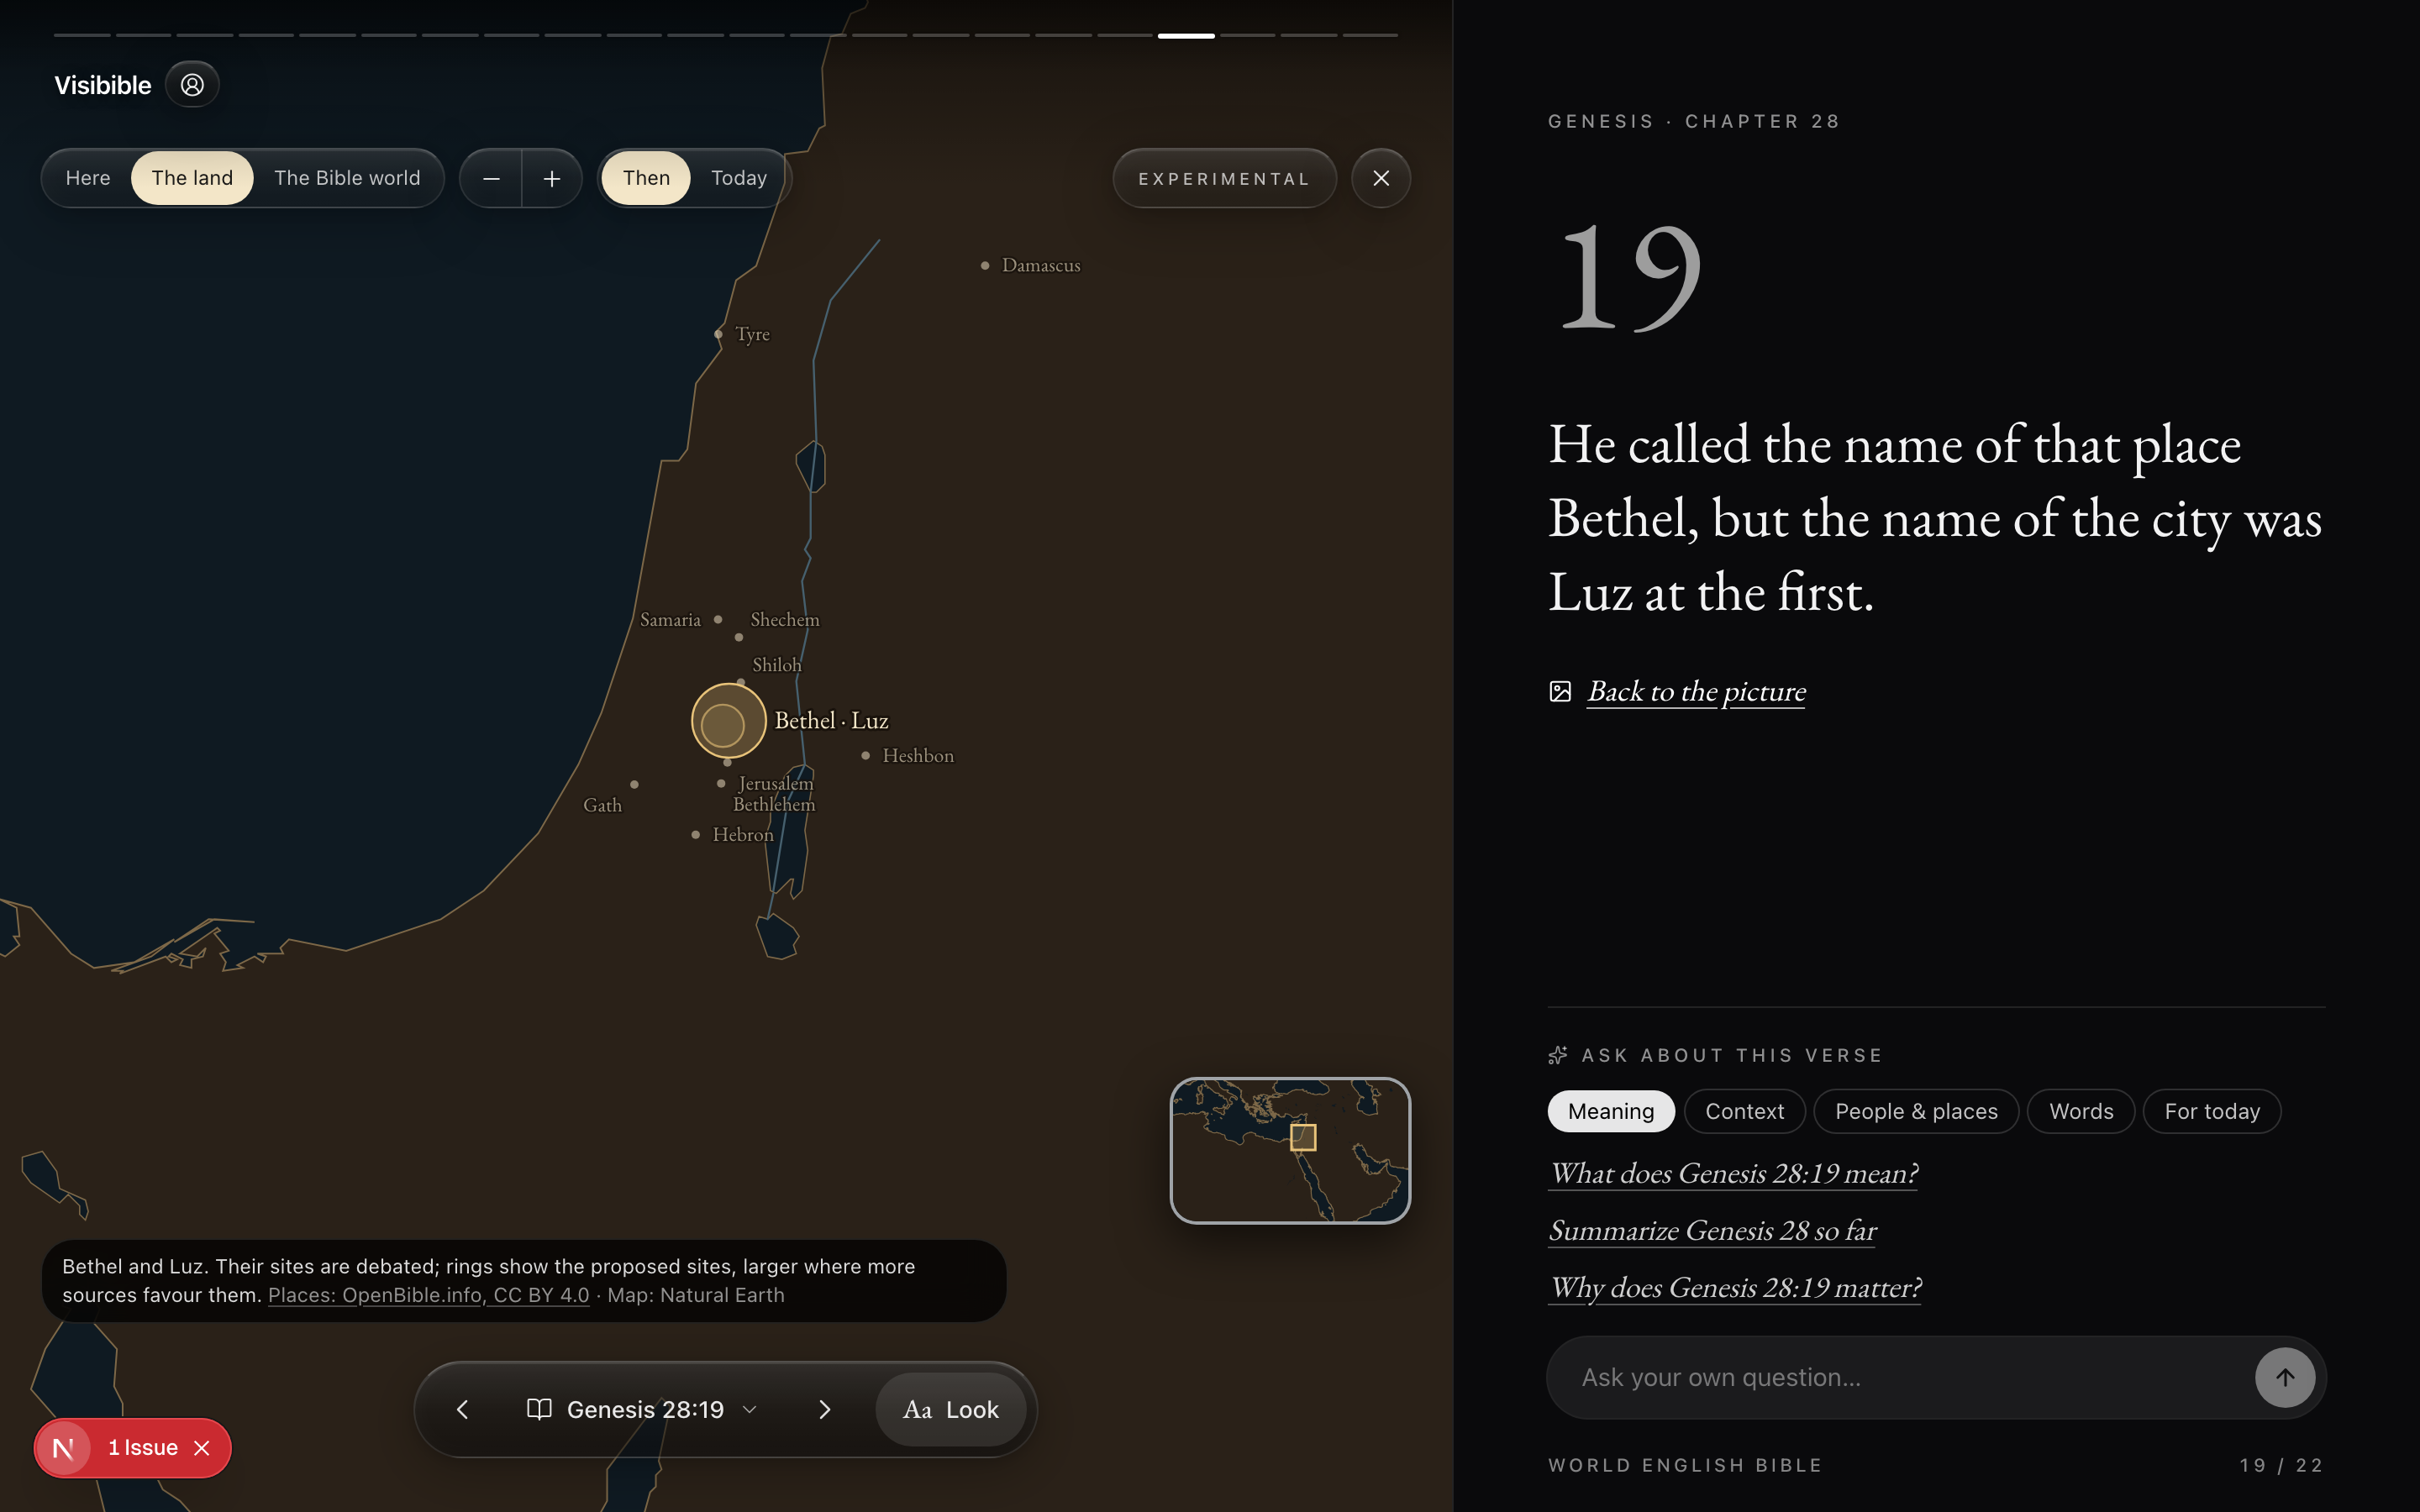 Visibible
Here The land The Bible world − + Then Today
EXPERIMENTAL
Damascus
Tyre
Samaria
Shechem
Shiloh
Bethel · Luz
Heshbon
Jerusalem
Gath
Bethlehem
Hebron
Bethel and Luz. Their sites are debated; rings show the proposed sites, larger where more
sources favour them. Places: OpenBible.info, CC BY 4.0 · Map: Natural Earth
Genesis 28:19
Aa Look
N 1 Issue
GENESIS · CHAPTER 28
19
He called the name of that place
Bethel, but the name of the city was
Luz at the first.
Back to the picture
ASK ABOUT THIS VERSE
Meaning Context People & places Words For today
What does Genesis 28:19 mean?
Summarize Genesis 28 so far
Why does Genesis 28:19 matter?
Ask your own question...
WORLD ENGLISH BIBLE
19 / 22